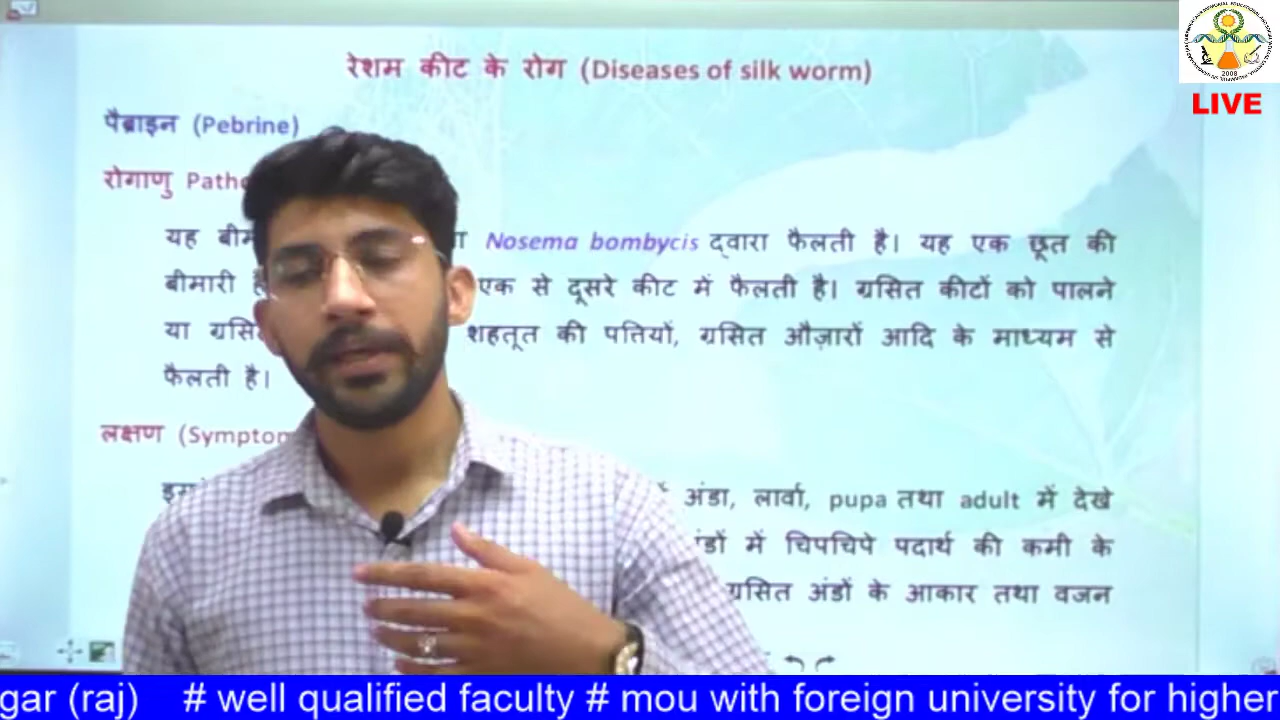 रेशम कीट के रोग (Diseases of silk worm)
LIVE
2008
पैब्राइन (Pebrine)
रोगाणु
यह Nosema bombycis द्वारा फैलती है। यह एक छूत की
बीमारी एक से दूसरे कीट में फैलती है। ग्रसित कीटों को पालने
या शहतूत की पत्तियों, ग्रसित औज़ारों आदि के माध्यम से
फैलती है।
लक्षण
अंडा, लार्वा, pupa तथा adult में देखे
में चिपचिपे पदार्थ की कमी के
ग्रसित अंडों के आकार तथा वजन
gar (raj) # well qualified faculty # mou with foreign university for higher